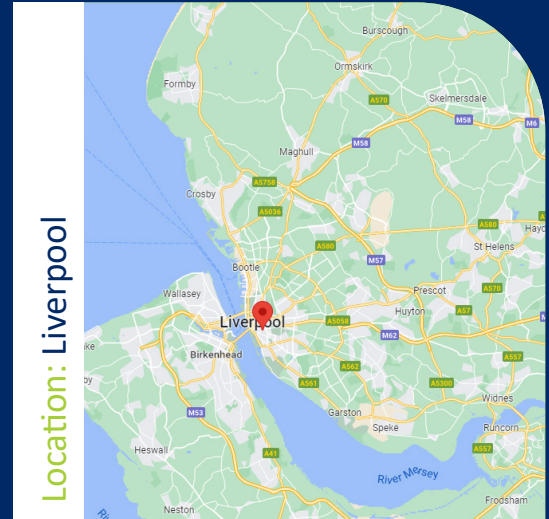 Location: Liverpool
Burscough
Ormskirk
Formby
A570
Skelmersdale
M58
M6
M58
Maghull
A5758
Crosby
A5036
A580
A580
St Helens
M57
Bootle
Wallasey
Prescot
A570
Liverpool
A5058
Huyton
A57
M62
Birkenhead
A562
A557
A561
A5300
Widnes
M53
Garston
Speke
Runcorn
A557
Heswall
A41
River Mersey
Neston
Frodsham